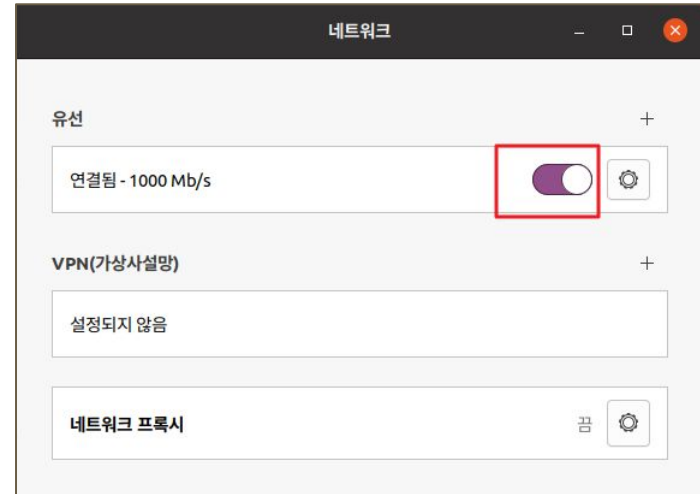 네트워크
유선
연결됨 - 1000 Mb/s
VPN(가상사설망)
설정되지 않음
네트워크 프록시 끔